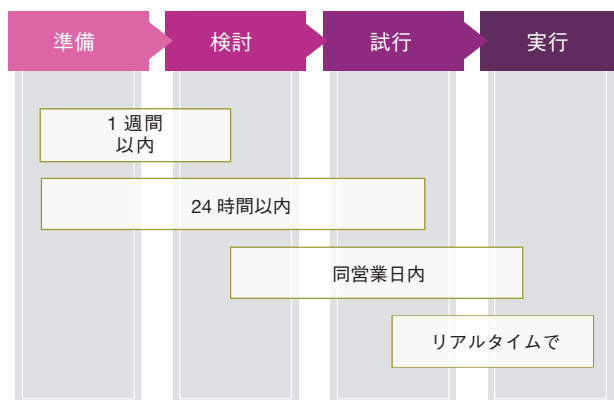 準備
検討
試行
実行
1 週間
以内
24 時間以内
同営業日内
リアルタイムで